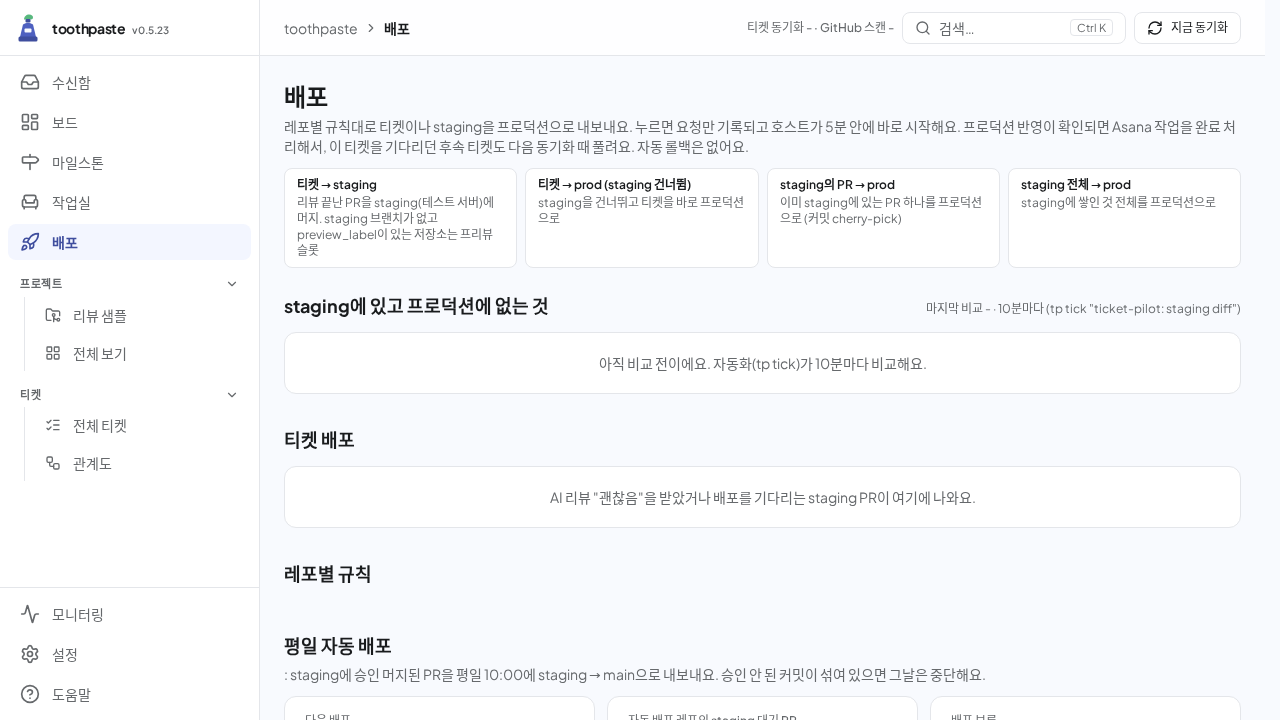 toothpaste v0.5.23
toothpaste > 배포
티켓 동기화 - · GitHub 스캔 -
검색...
Ctrl K
지금 동기화
수신함
보드
마일스톤
작업실
배포
프로젝트
리뷰 샘플
전체 보기
티켓
전체 티켓
관계도
모니터링
설정
도움말
배포
레포별 규칙대로 티켓이나 staging을 프로덕션으로 내보내요. 누르면 요청만 기록되고 호스트가 5분 안에 바로 시작해요. 프로덕션 반영이 확인되면 Asana 작업을 완료 처
리해서, 이 티켓을 기다리던 후속 티켓도 다음 동기화 때 풀려요. 자동 롤백은 없어요.
티켓 → staging
리뷰 끝난 PR을 staging(테스트 서버)에
머지. staging 브랜치가 없고
preview_label이 있는 저장소는 프리뷰
슬롯
티켓 → prod (staging 건너뜀)
staging을 건너뛰고 티켓을 바로 프로덕션
으로
staging의 PR → prod
이미 staging에 있는 PR 하나를 프로덕션
으로 (커밋 cherry-pick)
staging 전체 → prod
staging에 쌓인 것 전체를 프로덕션으로
staging에 있고 프로덕션에 없는 것
마지막 비교 - · 10분마다 (tp tick "ticket-pilot: staging diff")
아직 비교 전이에요. 자동화(tp tick)가 10분마다 비교해요.
티켓 배포
AI 리뷰 "괜찮음"을 받았거나 배포를 기다리는 staging PR이 여기에 나와요.
레포별 규칙
평일 자동 배포
: staging에 승인 머지된 PR을 평일 10:00에 staging → main으로 내보내요. 승인 안 된 커밋이 섞여 있으면 그날은 중단해요.
다음 배포
자동 배포 레포의 staging 대기 PR
배포 보류